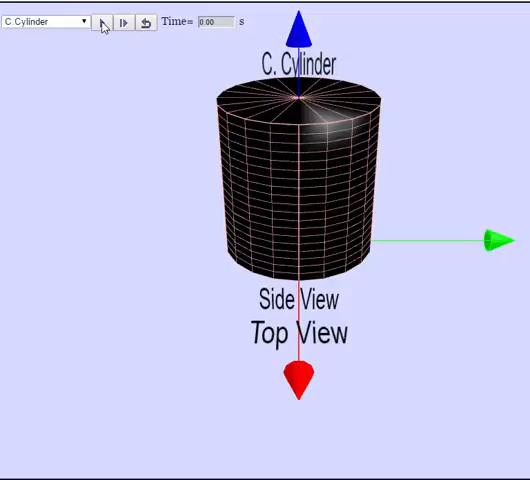 C.Cylinder Time= 0.00 s
C. Cylinder
Side View
Top View